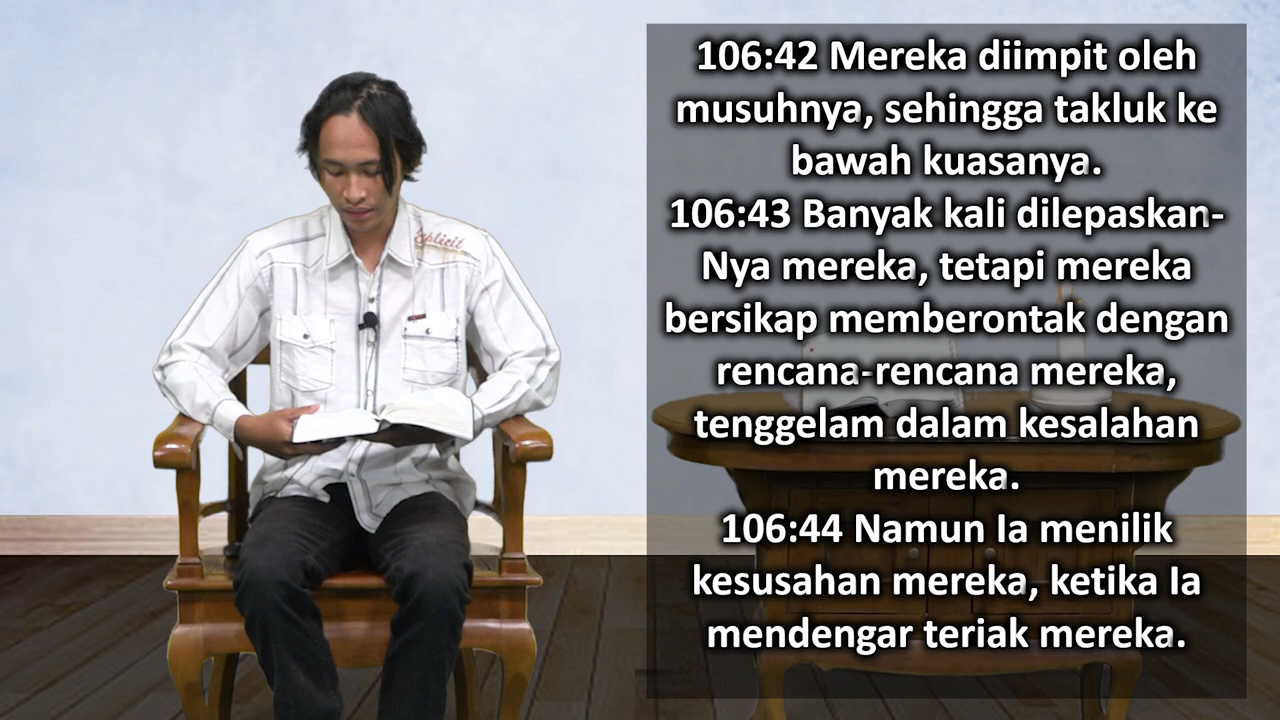 106:42 Mereka diimpit oleh
musuhnya, sehingga takluk ke
bawah kuasanya.
106:43 Banyak kali dilepaskan-
Nya mereka, tetapi mereka
bersikap memberontak dengan
rencana-rencana mereka,
tenggelam dalam kesalahan
mereka.
106:44 Namun Ia menilik
kesusahan mereka, ketika Ia
mendengar teriak mereka.
Explicit